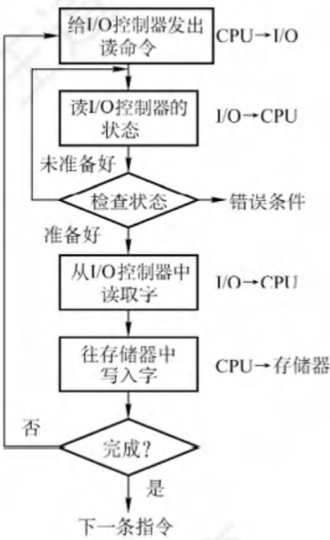 给I/O控制器发出
读命令
CPU→I/O
读I/O控制器的
状态
I/O→CPU
未准备好
检查状态
错误条件
准备好
从I/O控制器中
读取字
I/O→CPU
往存储器中
写入字
CPU→存储器
否
完成?
是
下一条指令